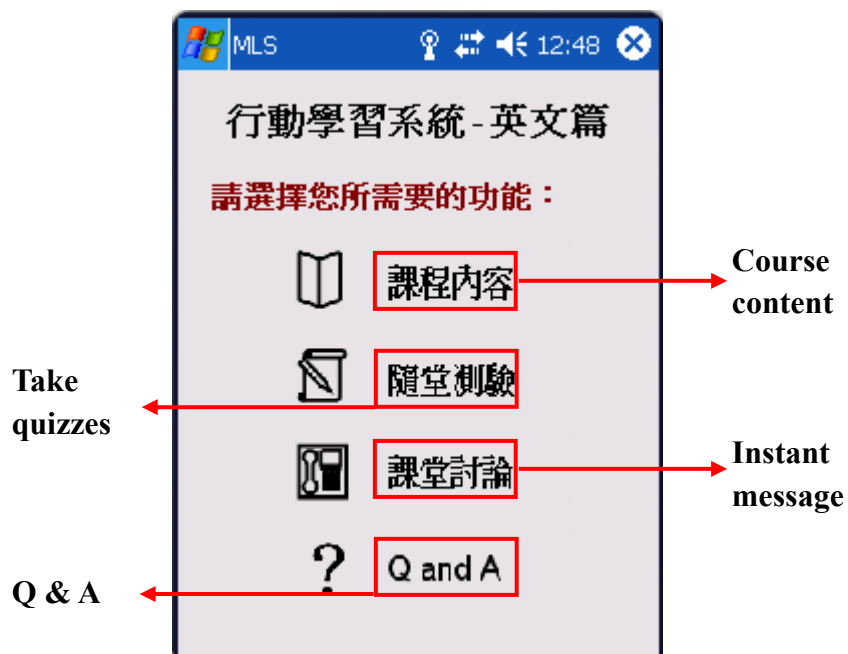 MLS 12:48
行動學習系統-英文篇
請選擇您所需要的功能：
課程內容
Course
content
隨堂測驗
Take
quizzes
課堂討論
Instant
message
Q and A
Q & A